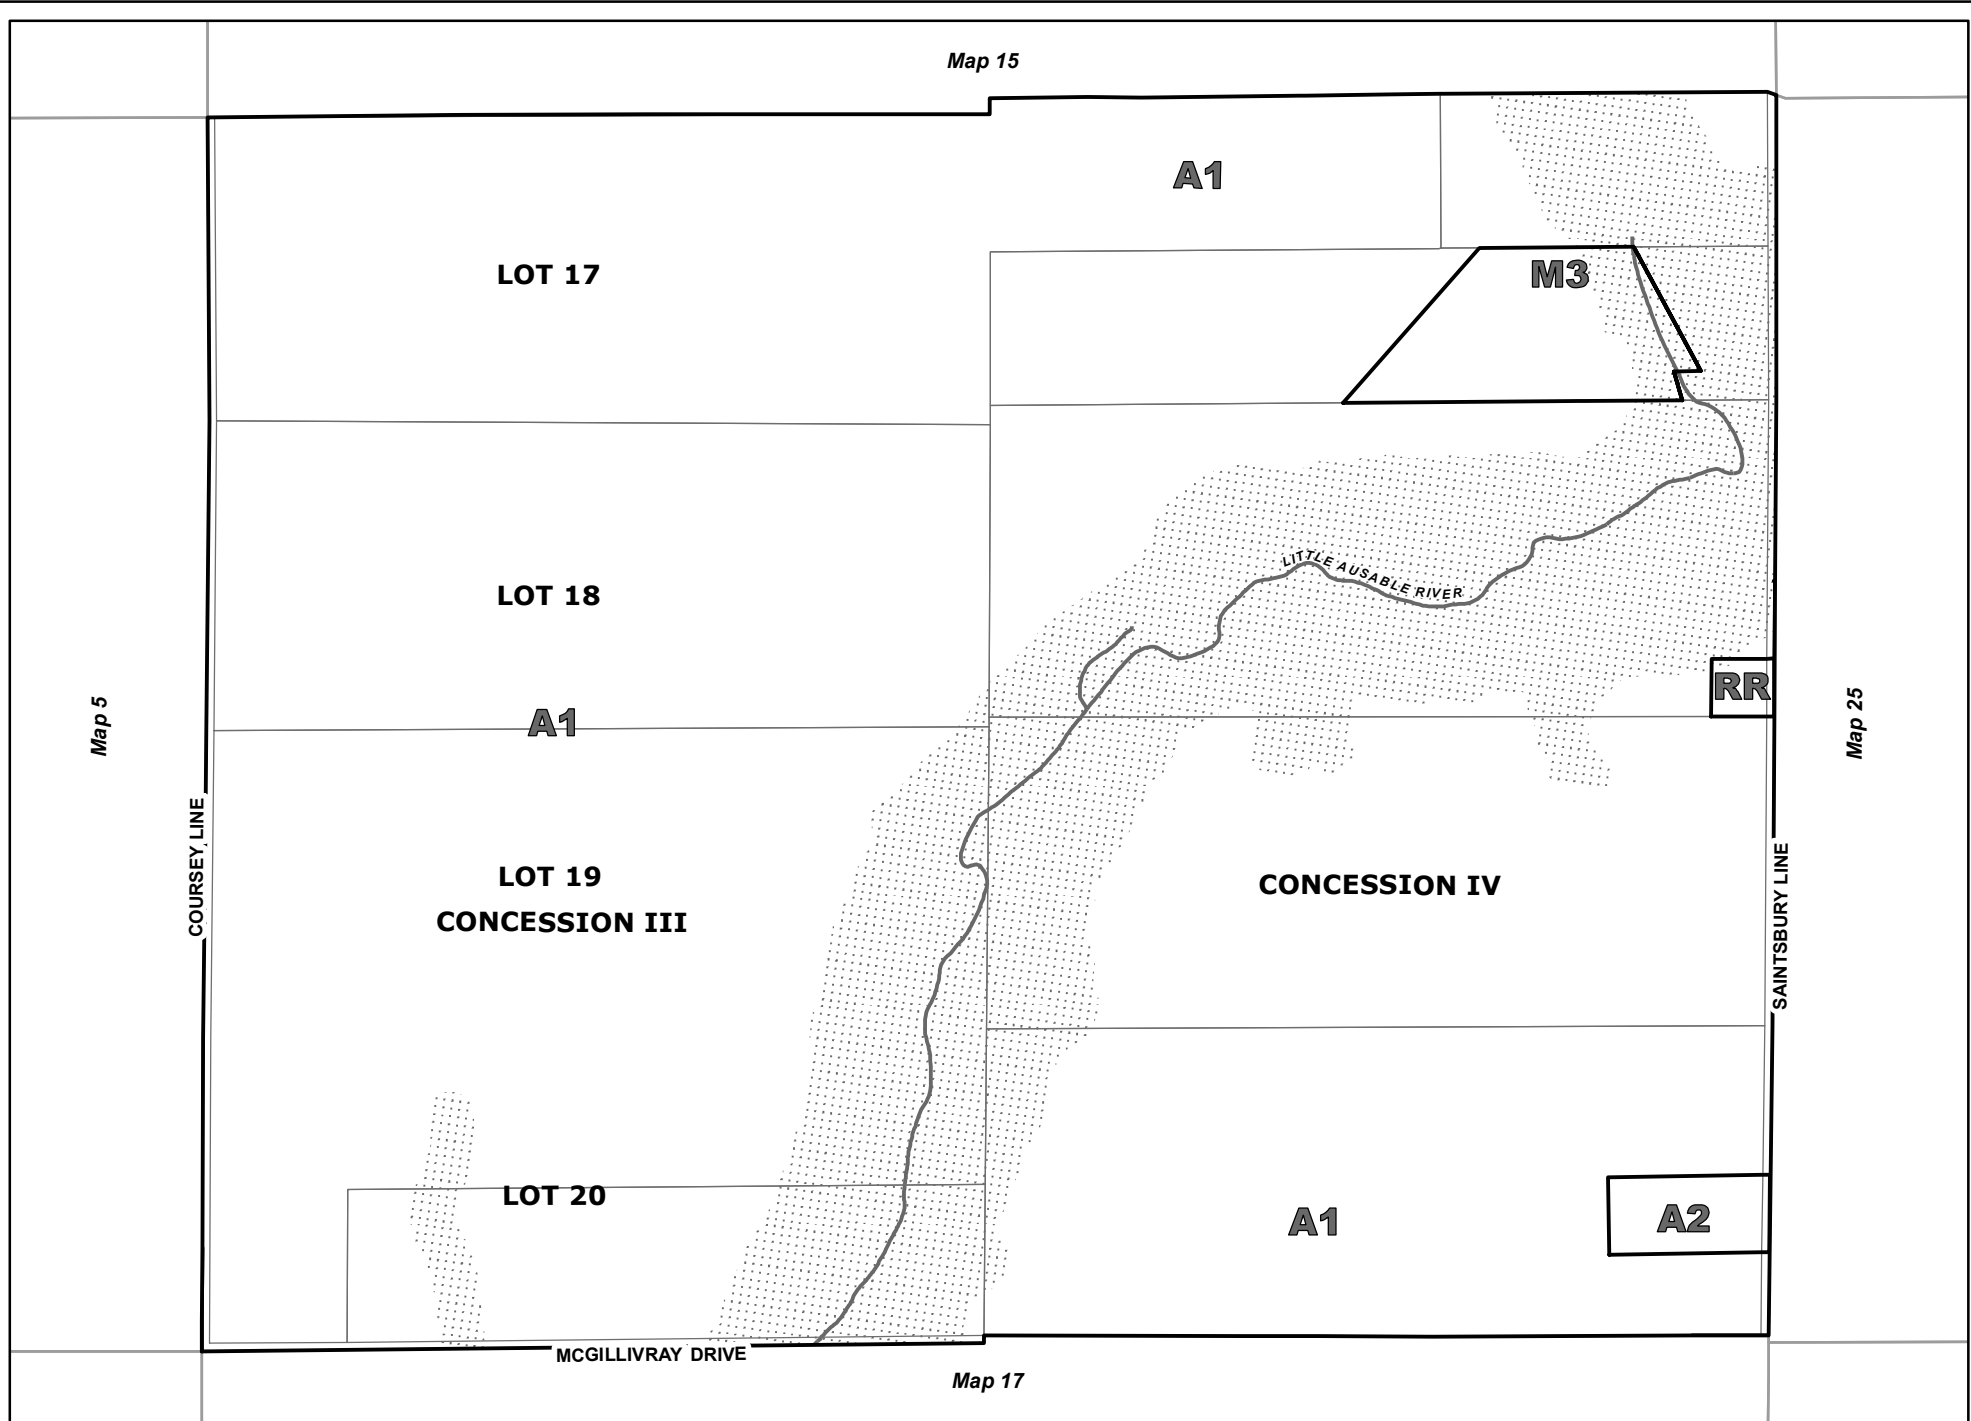 Map 15
A1
LOT 17
M3
LITTLE AUSABLE RIVER
LOT 18
RR
Map 5
A1
Map 25
COURSEY LINE
LOT 19
CONCESSION III
CONCESSION IV
SAINTSBURY LINE
LOT 20
A1
A2
MCGILLIVRAY DRIVE
Map 17